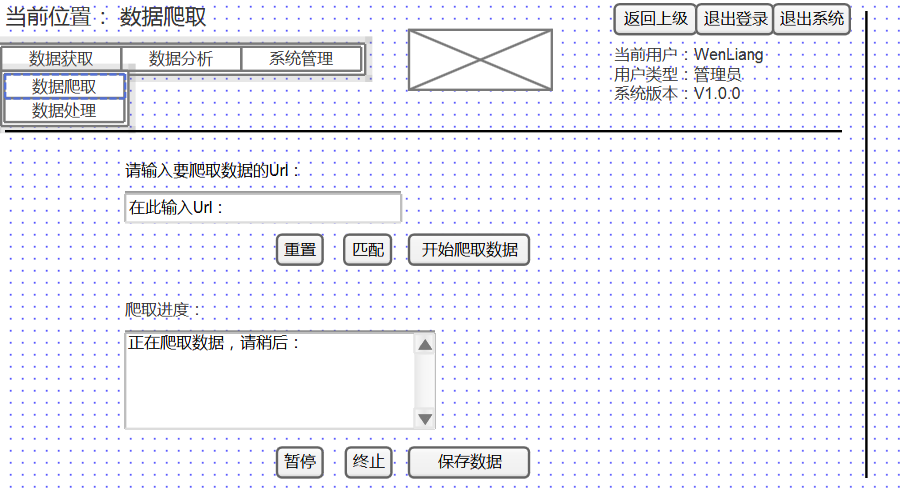 当前位置： 数据爬取
返回上级 退出登录 退出系统
数据获取 数据分析 系统管理
当前用户：WenLiang
用户类型：管理员
系统版本：V1.0.0
数据爬取
数据处理
请输入要爬取数据的Url：
在此输入Url：
重置 匹配 开始爬取数据
爬取进度：
正在爬取数据，请稍后：
暂停 终止 保存数据